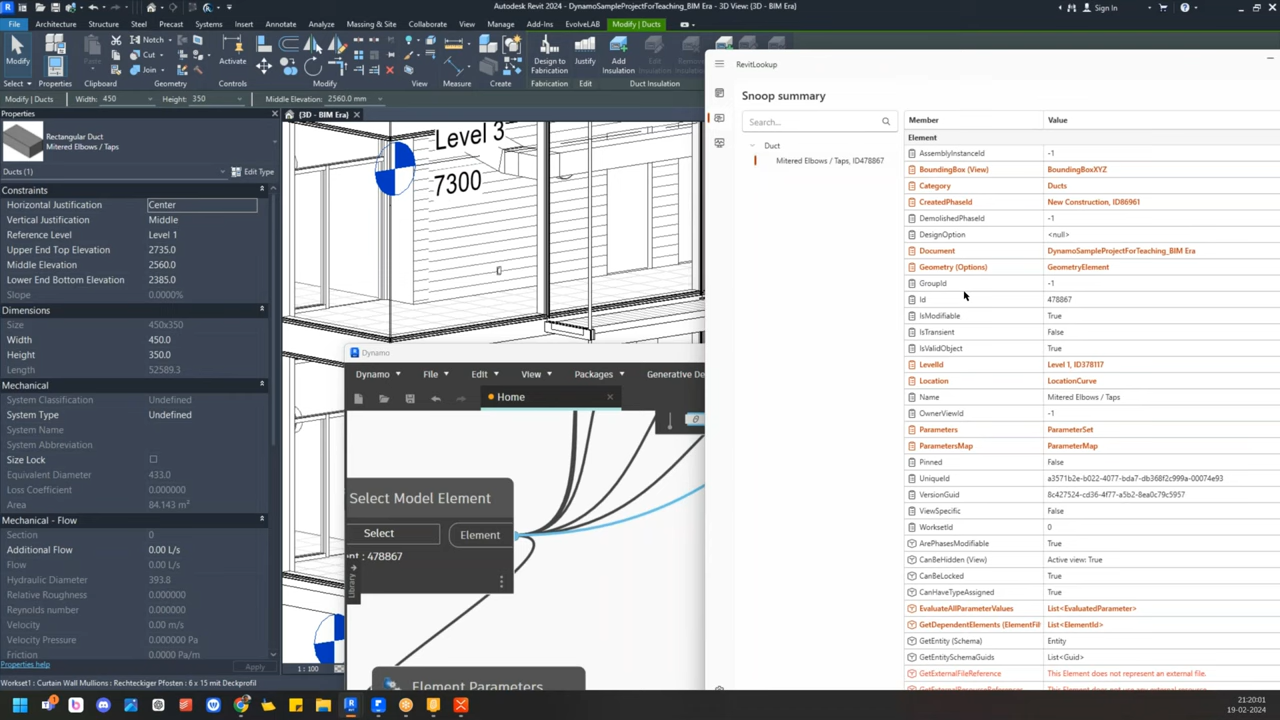 Autodesk Revit 2024 - DynamoSampleProjectForTeaching_BIM Era - 3D View: {3D - BIM Era}
Sign In
File Architecture Structure Steel Precast Systems Insert Annotate Analyze Massing & Site Collaborate View Manage Add-Ins EvolveLAB Modify | Ducts
Modify
Paste
Notch
Cut
Join
Activate
Justify
Design to Fabrication
Add Insulation
Edit Insulation
Remove
Select Properties Clipboard Geometry Controls Modify View Measure Create Fabrication Edit Duct Insulation
Modify | Ducts Width: 450 Height: 350 Middle Elevation: 2560.0 mm
Properties
{3D - BIM Era}
Rectangular Duct
Mitered Elbows / Taps
Ducts (1) Edit Type
Constraints
Horizontal Justification Center
Vertical Justification Middle
Reference Level Level 1
Upper End Top Elevation 2735.0
Middle Elevation 2560.0
Lower End Bottom Elevation 2385.0
Slope 0.0000%
Dimensions
Size 450x350
Width 450.0
Height 350.0
Length 52589.3
Mechanical
System Classification Undefined
System Type Undefined
System Name
System Abbreviation
Size Lock
Equivalent Diameter 433.0
Loss Coefficient 0.000000
Area 84.143 m²
Mechanical - Flow
Section 0
Additional Flow 0.00 L/s
Flow 0.00 L/s
Hydraulic Diameter 393.8
Relative Roughness 0.000000
Reynolds number 0.000000
Velocity 0.00 m/s
Velocity Pressure 0.0000 Pa
Friction 0.0000 Pa/m
Properties help Apply
Level 3
7300
Dynamo
Dynamo File Edit View Packages Generative De
Home
Select Model Element
Select Element
nt : 478867
Library
Element Parameters
1 : 100
Workset1 : Curtain Wall Mullions : Rechteckiger Pfosten : 6 x 15 Glastrennprofil
RevitLookup
Snoop summary
Search...
Duct
Mitered Elbows / Taps, ID478867
Member Value
Element
AssemblyInstanceId -1
BoundingBox (View) BoundingBoxXYZ
Category Ducts
CreatedPhaseId New Construction, ID86961
DemolishedPhaseId -1
DesignOption <null>
Document DynamoSampleProjectForTeaching_BIM Era
Geometry (Options) GeometryElement
GroupId -1
Id 478867
IsModifiable True
IsTransient False
IsValidObject True
LevelId Level 1, ID378117
Location LocationCurve
Name Mitered Elbows / Taps
OwnerViewId -1
Parameters ParameterSet
ParametersMap ParameterMap
Pinned False
UniqueId a3571b2e-b022-4077-bda7-db368f2c999a-00074e93
VersionGuid 8c427524-cd36-4f77-a5b2-8ea0c79c5957
ViewSpecific False
WorksetId 0
ArePhasesModifiable True
CanBeHidden (View) Active view: True
CanBeLocked True
CanHaveTypeAssigned True
EvaluateAllParameterValues List<EvaluatedParameter>
GetDependentElements (ElementFilt List<ElementId>
GetEntity (Schema) Entity
GetEntitySchemaGuids List<Guid>
GetExternalFileReference This Element does not represent an external file.
21:20:01
19-02-2024